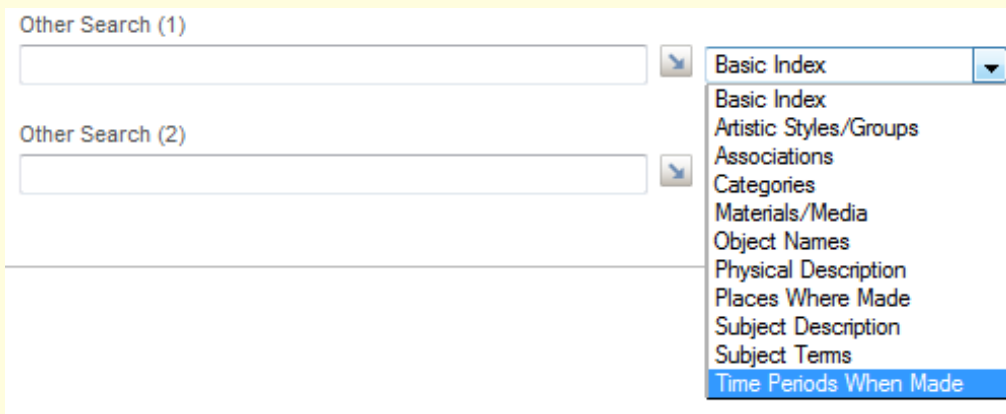 Other Search (1)
Basic Index
Basic Index
Artistic Styles/Groups
Other Search (2)
Associations
Categories
Materials/Media
Object Names
Physical Description
Places Where Made
Subject Description
Subject Terms
Time Periods When Made